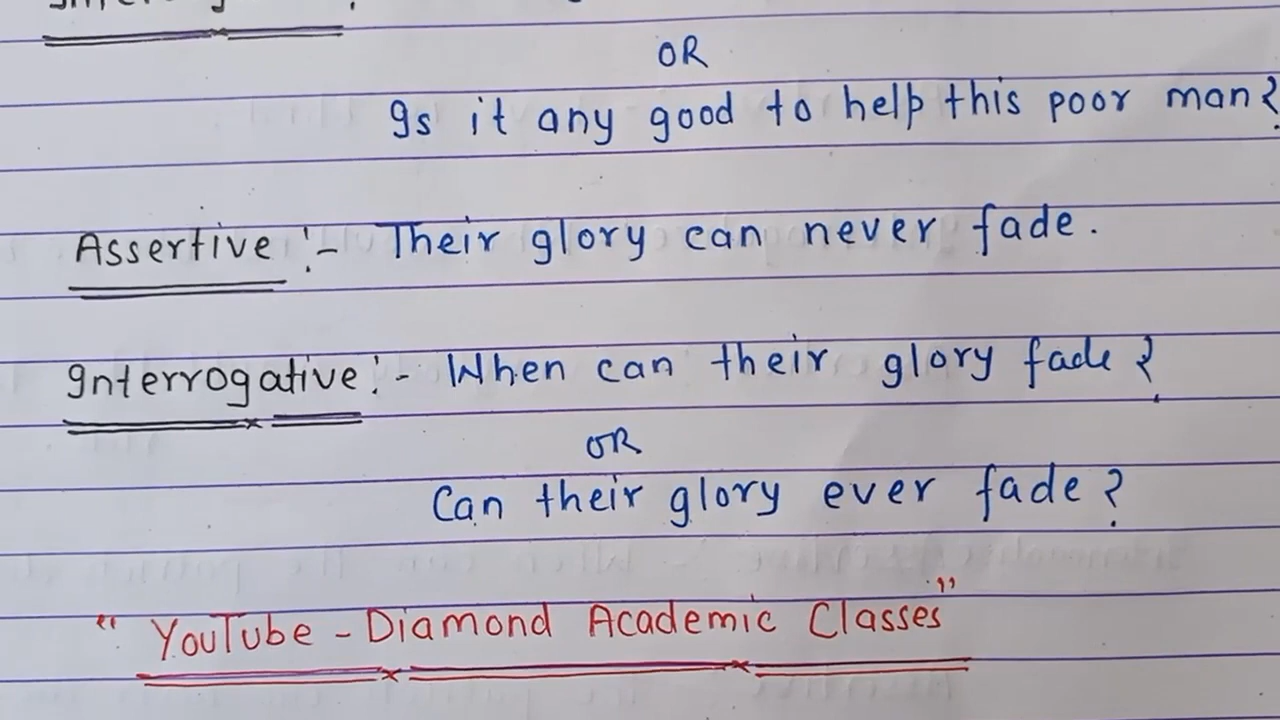 OR
Is it any good to help this poor man?
Assertive :- Their glory can never fade.
Interrogative :- When can their glory fade?
OR
Can their glory ever fade?
"YouTube - Diamond Academic Classes"